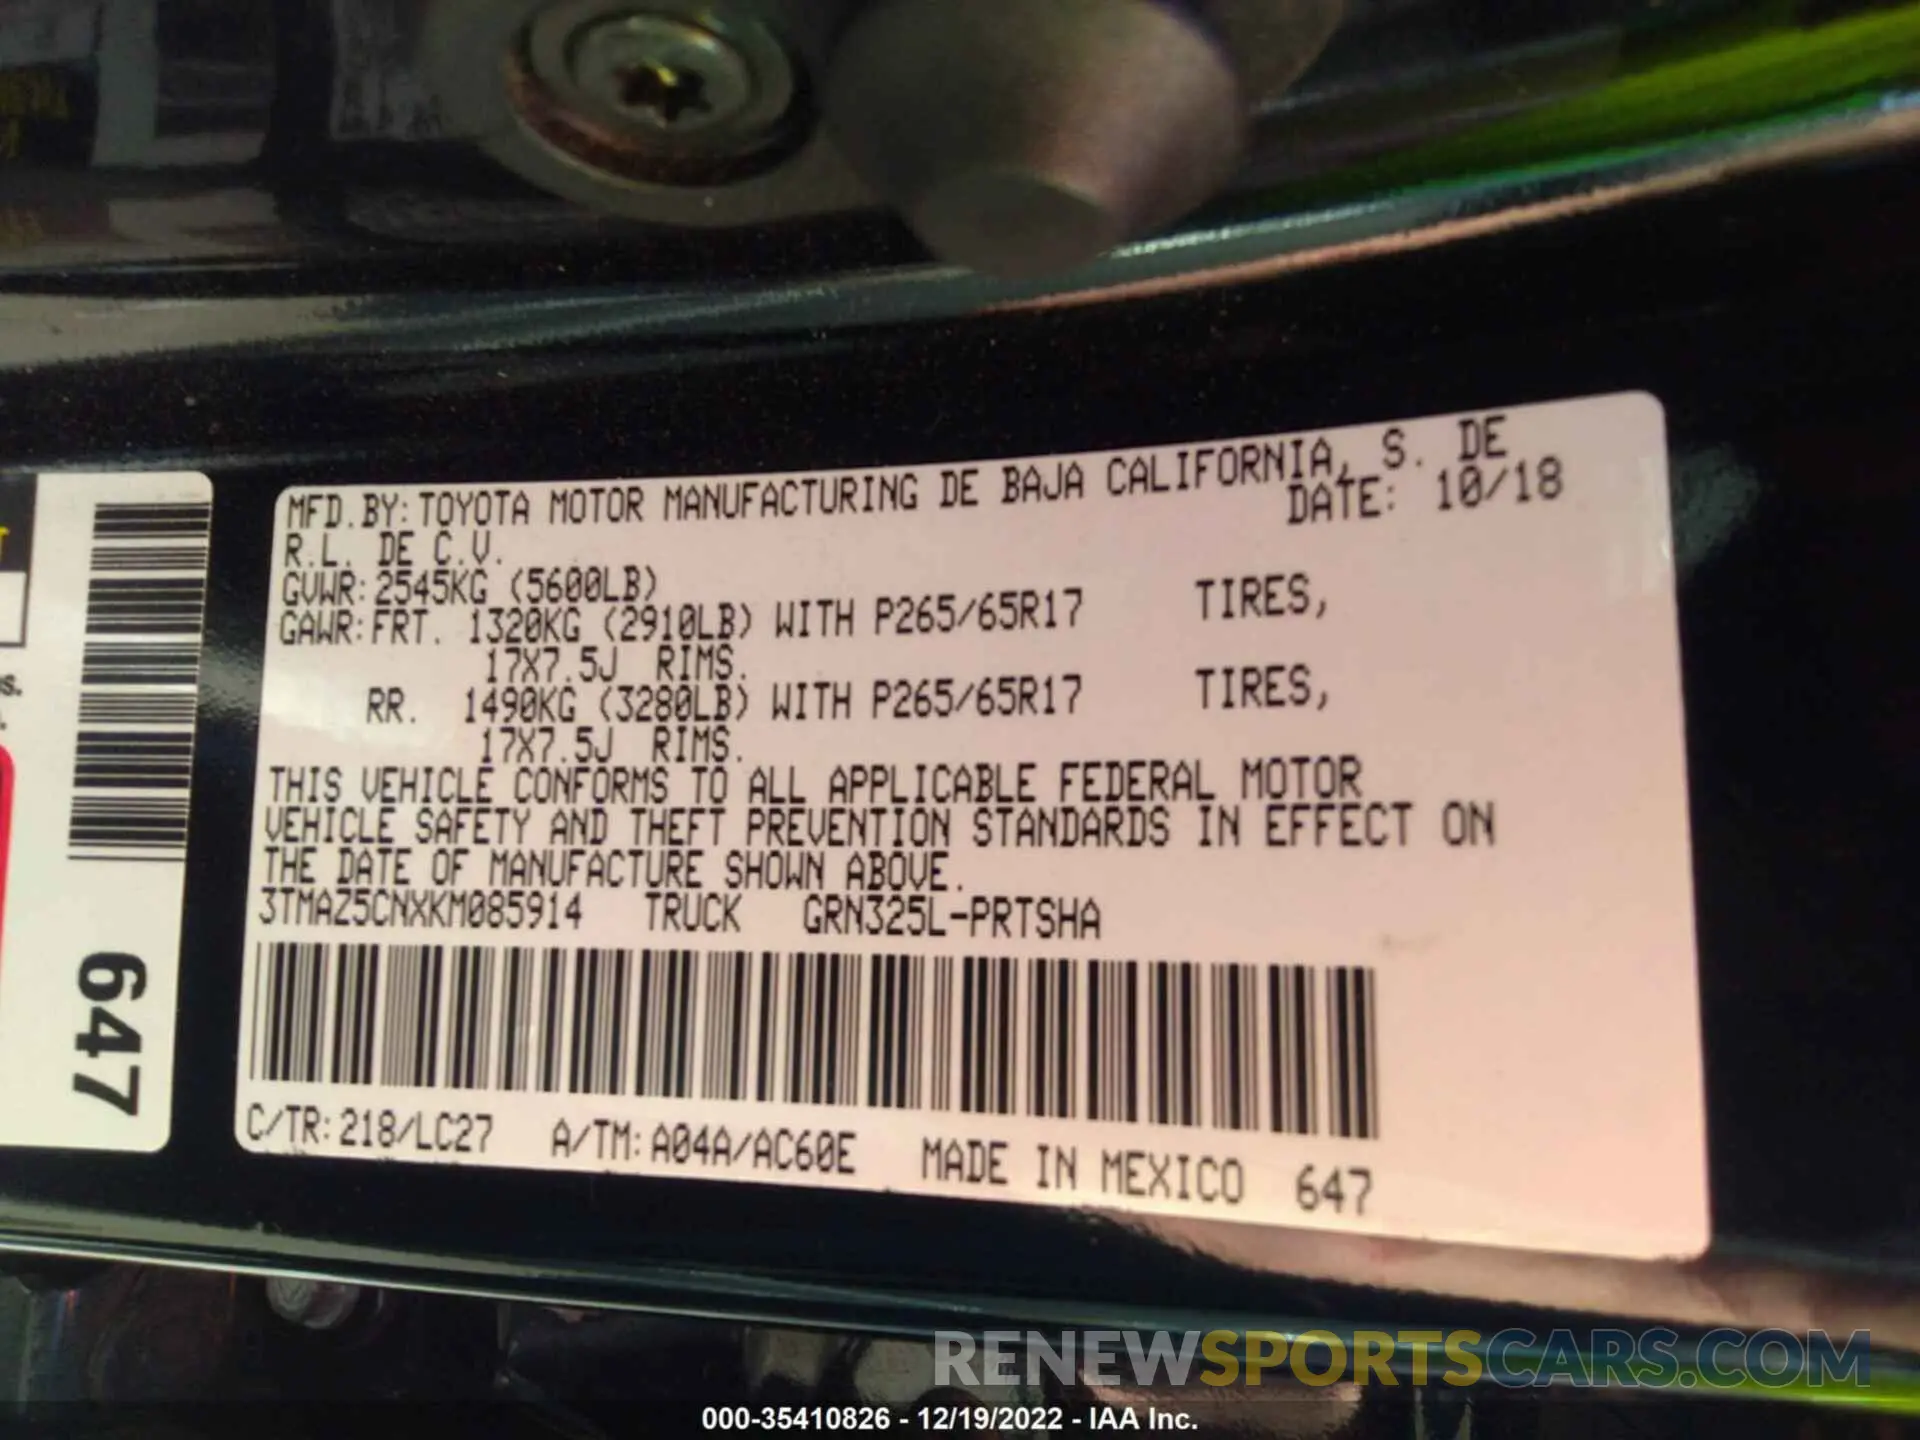 MFD.BY:TOYOTA MOTOR MANUFACTURING DE BAJA CALIFORNIA, S. DE
R.L. DE C.V. DATE: 10/18
GVWR:2545KG (5600LB)
GAWR:FRT. 1320KG (2910LB) WITH P265/65R17 TIRES,
17X7.5J RIMS.
RR. 1490KG (3280LB) WITH P265/65R17 TIRES,
17X7.5J RIMS.
THIS VEHICLE CONFORMS TO ALL APPLICABLE FEDERAL MOTOR
VEHICLE SAFETY AND THEFT PREVENTION STANDARDS IN EFFECT ON
THE DATE OF MANUFACTURE SHOWN ABOVE.
3TMAZ5CNXKM085914 TRUCK GRN325L-PRTSHA
C/TR:218/LC27 A/TM:A04A/AC60E MADE IN MEXICO 647
647
RENEWSPORTSCARS.COM
000-35410826 - 12/19/2022 - IAA Inc.